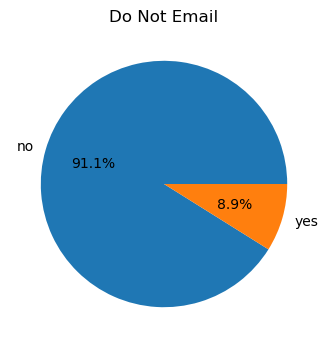 Do Not Email
no
91.1%
8.9%
yes